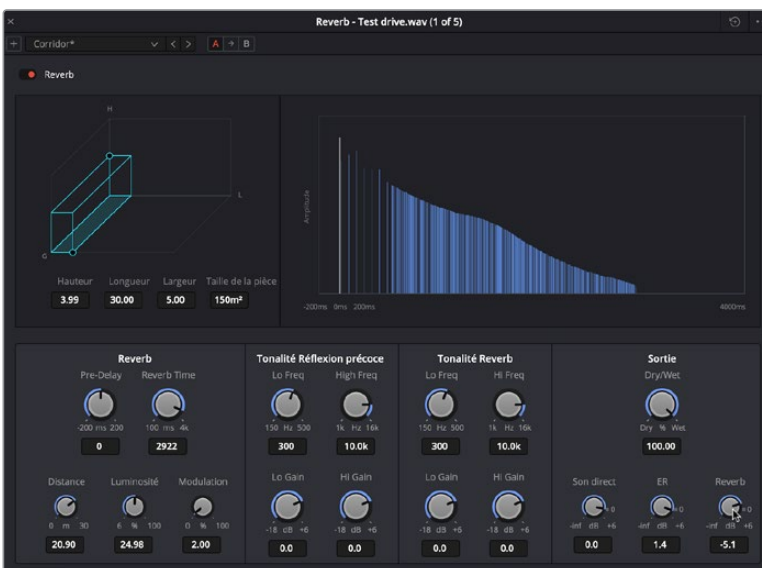 Reverb - Test drive.wav (1 of 5)
+ Corridor* < > A → B
Reverb
H
L
G
Hauteur Longueur Largeur Taille de la pièce
3.99 30.00 5.00 150m²
Amplitude
-200ms 0ms 200ms 4000ms
Reverb
Pre-Delay Reverb Time
-200 ms 200 100 ms 4k
0 2922
Distance Luminosité Modulation
0 m 30 6 % 100 0 % 100
20.90 24.98 2.00
Tonalité Réflexion précoce
Lo Freq High Freq
150 Hz 500 1k Hz 16k
300 10.0k
Lo Gain Hi Gain
-18 dB +6 -18 dB +6
0.0 0.0
Tonalité Reverb
Lo Freq Hi Freq
150 Hz 500 1k Hz 16k
300 10.0k
Lo Gain Hi Gain
-18 dB +6 -18 dB +6
0.0 0.0
Sortie
Dry/Wet
Dry % Wet
100.00
Son direct ER Reverb
0 0 0
-inf dB +6 -inf dB +6 -inf dB +6
0.0 1.4 -5.1